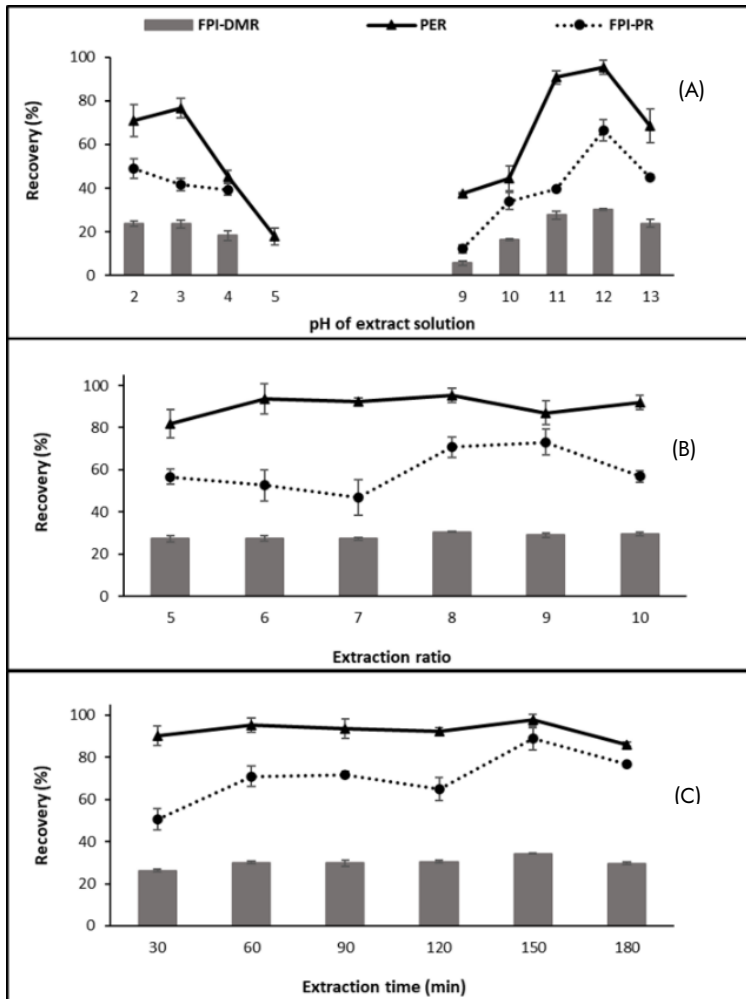 FPI-DMR PER FPI-PR
100
80
60
40
20
0
Recovery (%)
(A)
2 3 4 5 9 10 11 12 13
pH of extract solution
100
80
60
40
20
0
Recovery (%)
(B)
5 6 7 8 9 10
Extraction ratio
100
80
60
40
20
0
Recovery (%)
(C)
30 60 90 120 150 180
Extraction time (min)